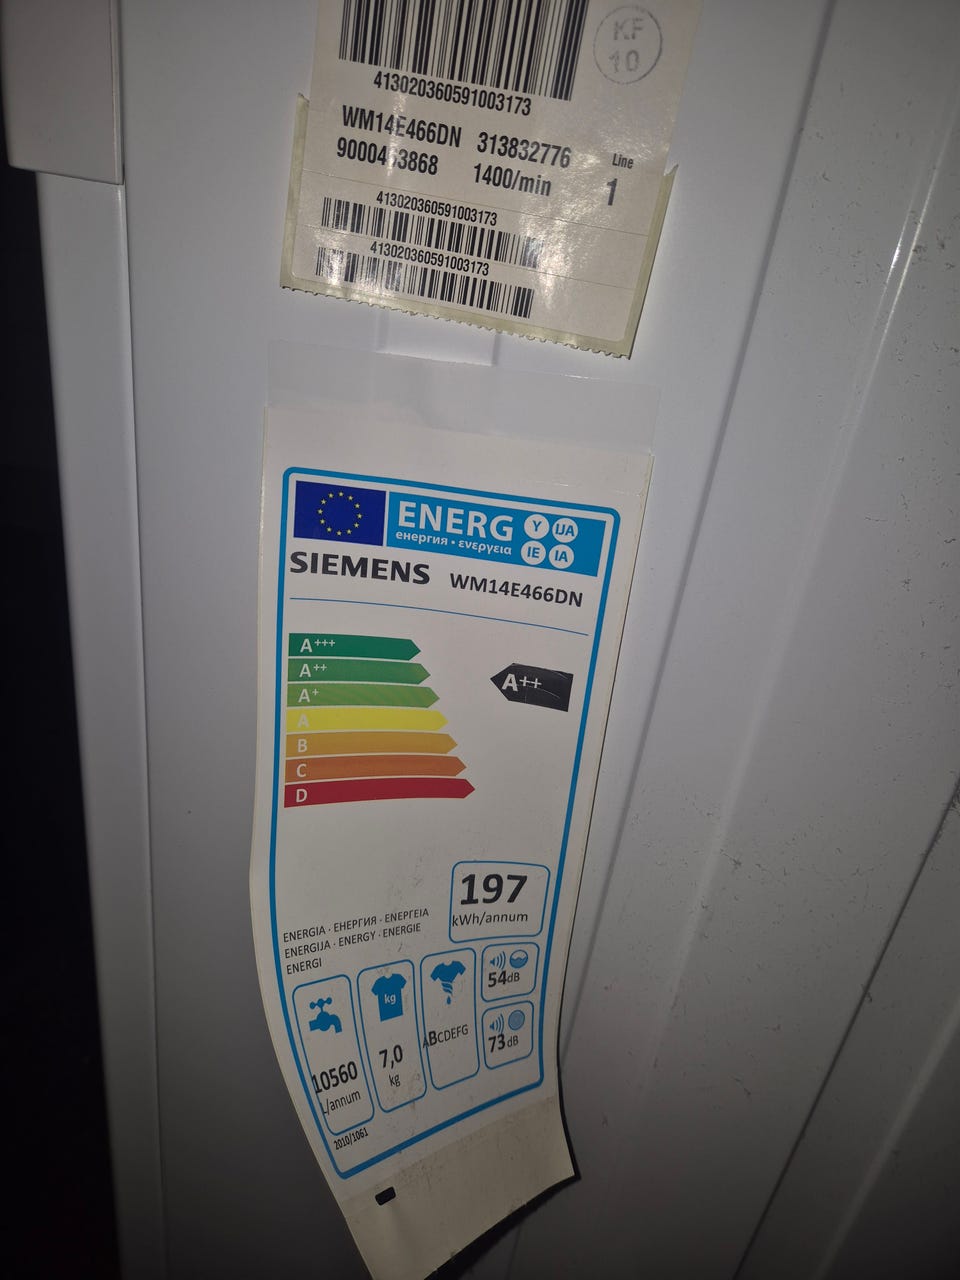 KF
10
413020360591003173
WM14E466DN 313832776
9000453868 1400/min
Line
1
413020360591003173
413020360591003173
ENERG Y IJA
енергия · ενεργεια IE IA
SIEMENS WM14E466DN
A+++
A++
A++
A+
A
B
C
D
197
kWh/annum
ENERGIA · ЕНЕРГИЯ · ΕΝΕΡΓΕΙΑ
ENERGIJA · ENERGY · ENERGIE
ENERGI
10560
L/annum
kg
7,0
kg
ABCDEFG
54dB
73dB
2010/1061